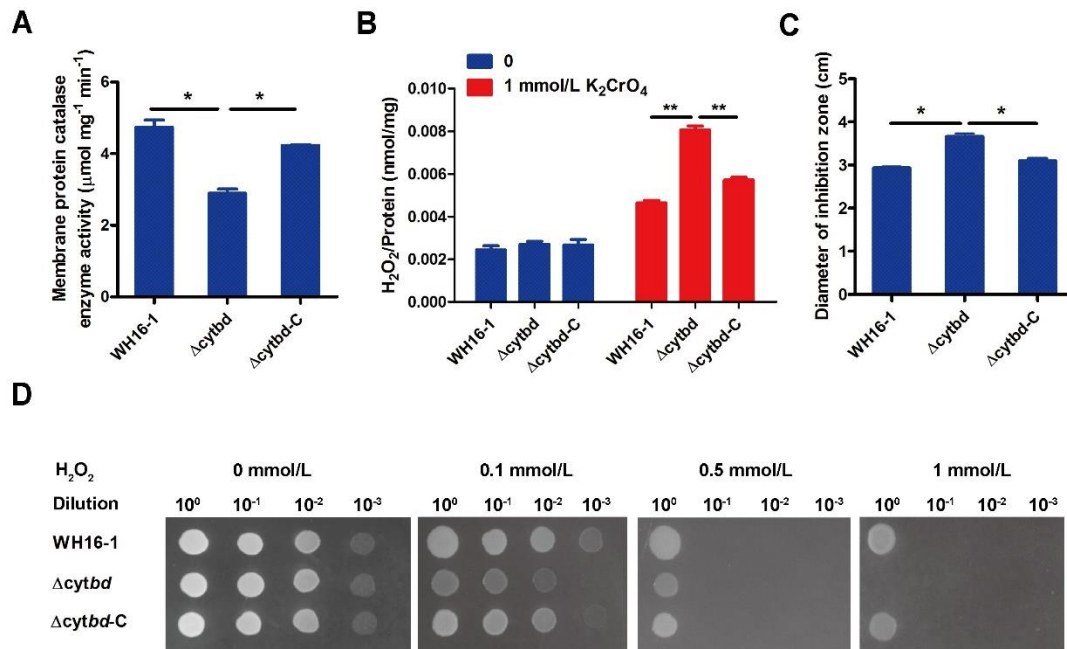 A
Membrane protein catalase
enzyme activity (μmol mg⁻¹ min⁻¹)
6
4
2
0
*
*
WH16-1
Δcytbd
Δcytbd-C
B
0
1 mmol/L K₂CrO₄
H₂O₂/Protein (nmol/mg)
0.010
0.008
0.006
0.004
0.002
0.000
**
**
WH16-1
Δcytbd
Δcytbd-C
WH16-1
Δcytbd
Δcytbd-C
C
Diameter of inhibition zone (cm)
5
4
3
2
1
0
*
*
WH16-1
Δcytbd
Δcytbd-C
D
H₂O₂ 0 mmol/L 0.1 mmol/L 0.5 mmol/L 1 mmol/L
Dilution 10⁰ 10⁻¹ 10⁻² 10⁻³ 10⁰ 10⁻¹ 10⁻² 10⁻³ 10⁰ 10⁻¹ 10⁻² 10⁻³ 10⁰ 10⁻¹ 10⁻² 10⁻³
WH16-1
Δcytbd
Δcytbd-C